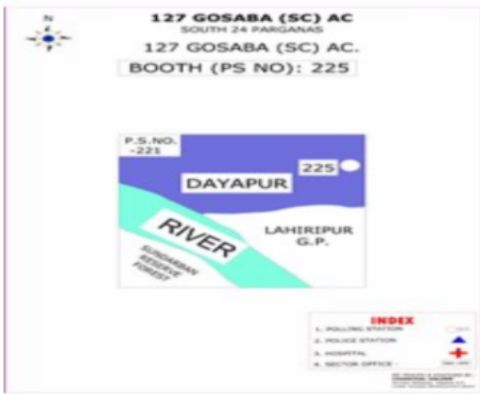 N
127 GOSABA (SC) AC
SOUTH 24 PARGANAS
127 GOSABA (SC) AC.
BOOTH (PS NO): 225
P.S.NO.
-221
225
DAYAPUR
RIVER
LAHIRIPUR
G.P.
SUNDARBAN
RESERVE
FOREST
INDEX
1. POLLING STATION
2. POLICE STATION
3. HOSPITAL
4. SECTOR OFFICE -